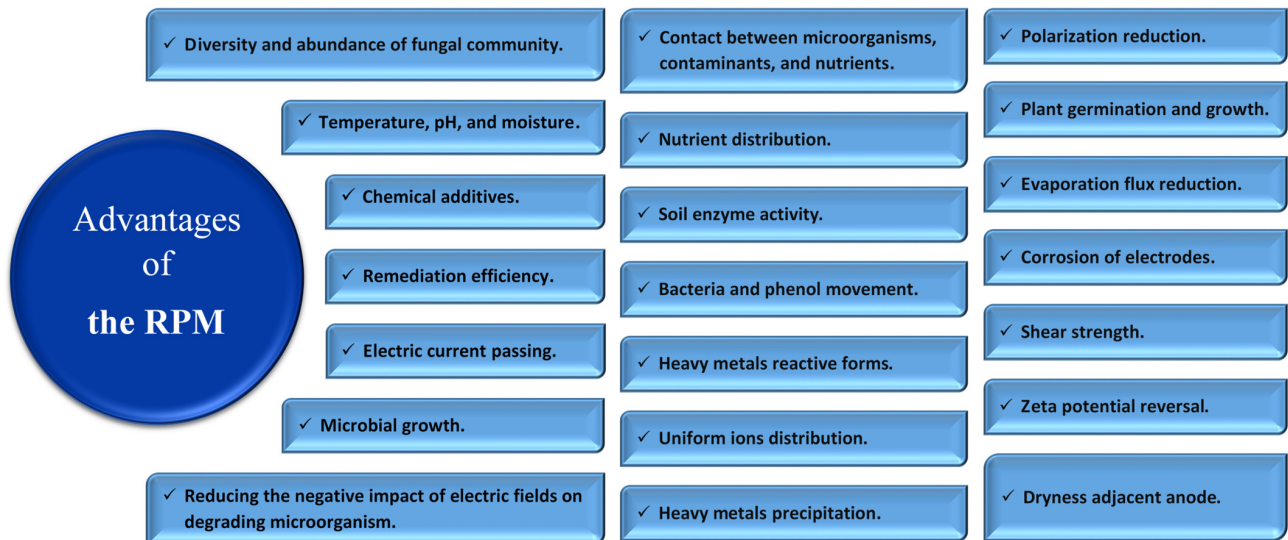 Advantages
of
the RPM
✓ Diversity and abundance of fungal community.
✓ Temperature, pH, and moisture.
✓ Chemical additives.
✓ Remediation efficiency.
✓ Electric current passing.
✓ Microbial growth.
✓ Reducing the negative impact of electric fields on
degrading microorganism.
✓ Contact between microorganisms,
contaminants, and nutrients.
✓ Nutrient distribution.
✓ Soil enzyme activity.
✓ Bacteria and phenol movement.
✓ Heavy metals reactive forms.
✓ Uniform ions distribution.
✓ Heavy metals precipitation.
✓ Polarization reduction.
✓ Plant germination and growth.
✓ Evaporation flux reduction.
✓ Corrosion of electrodes.
✓ Shear strength.
✓ Zeta potential reversal.
✓ Dryness adjacent anode.